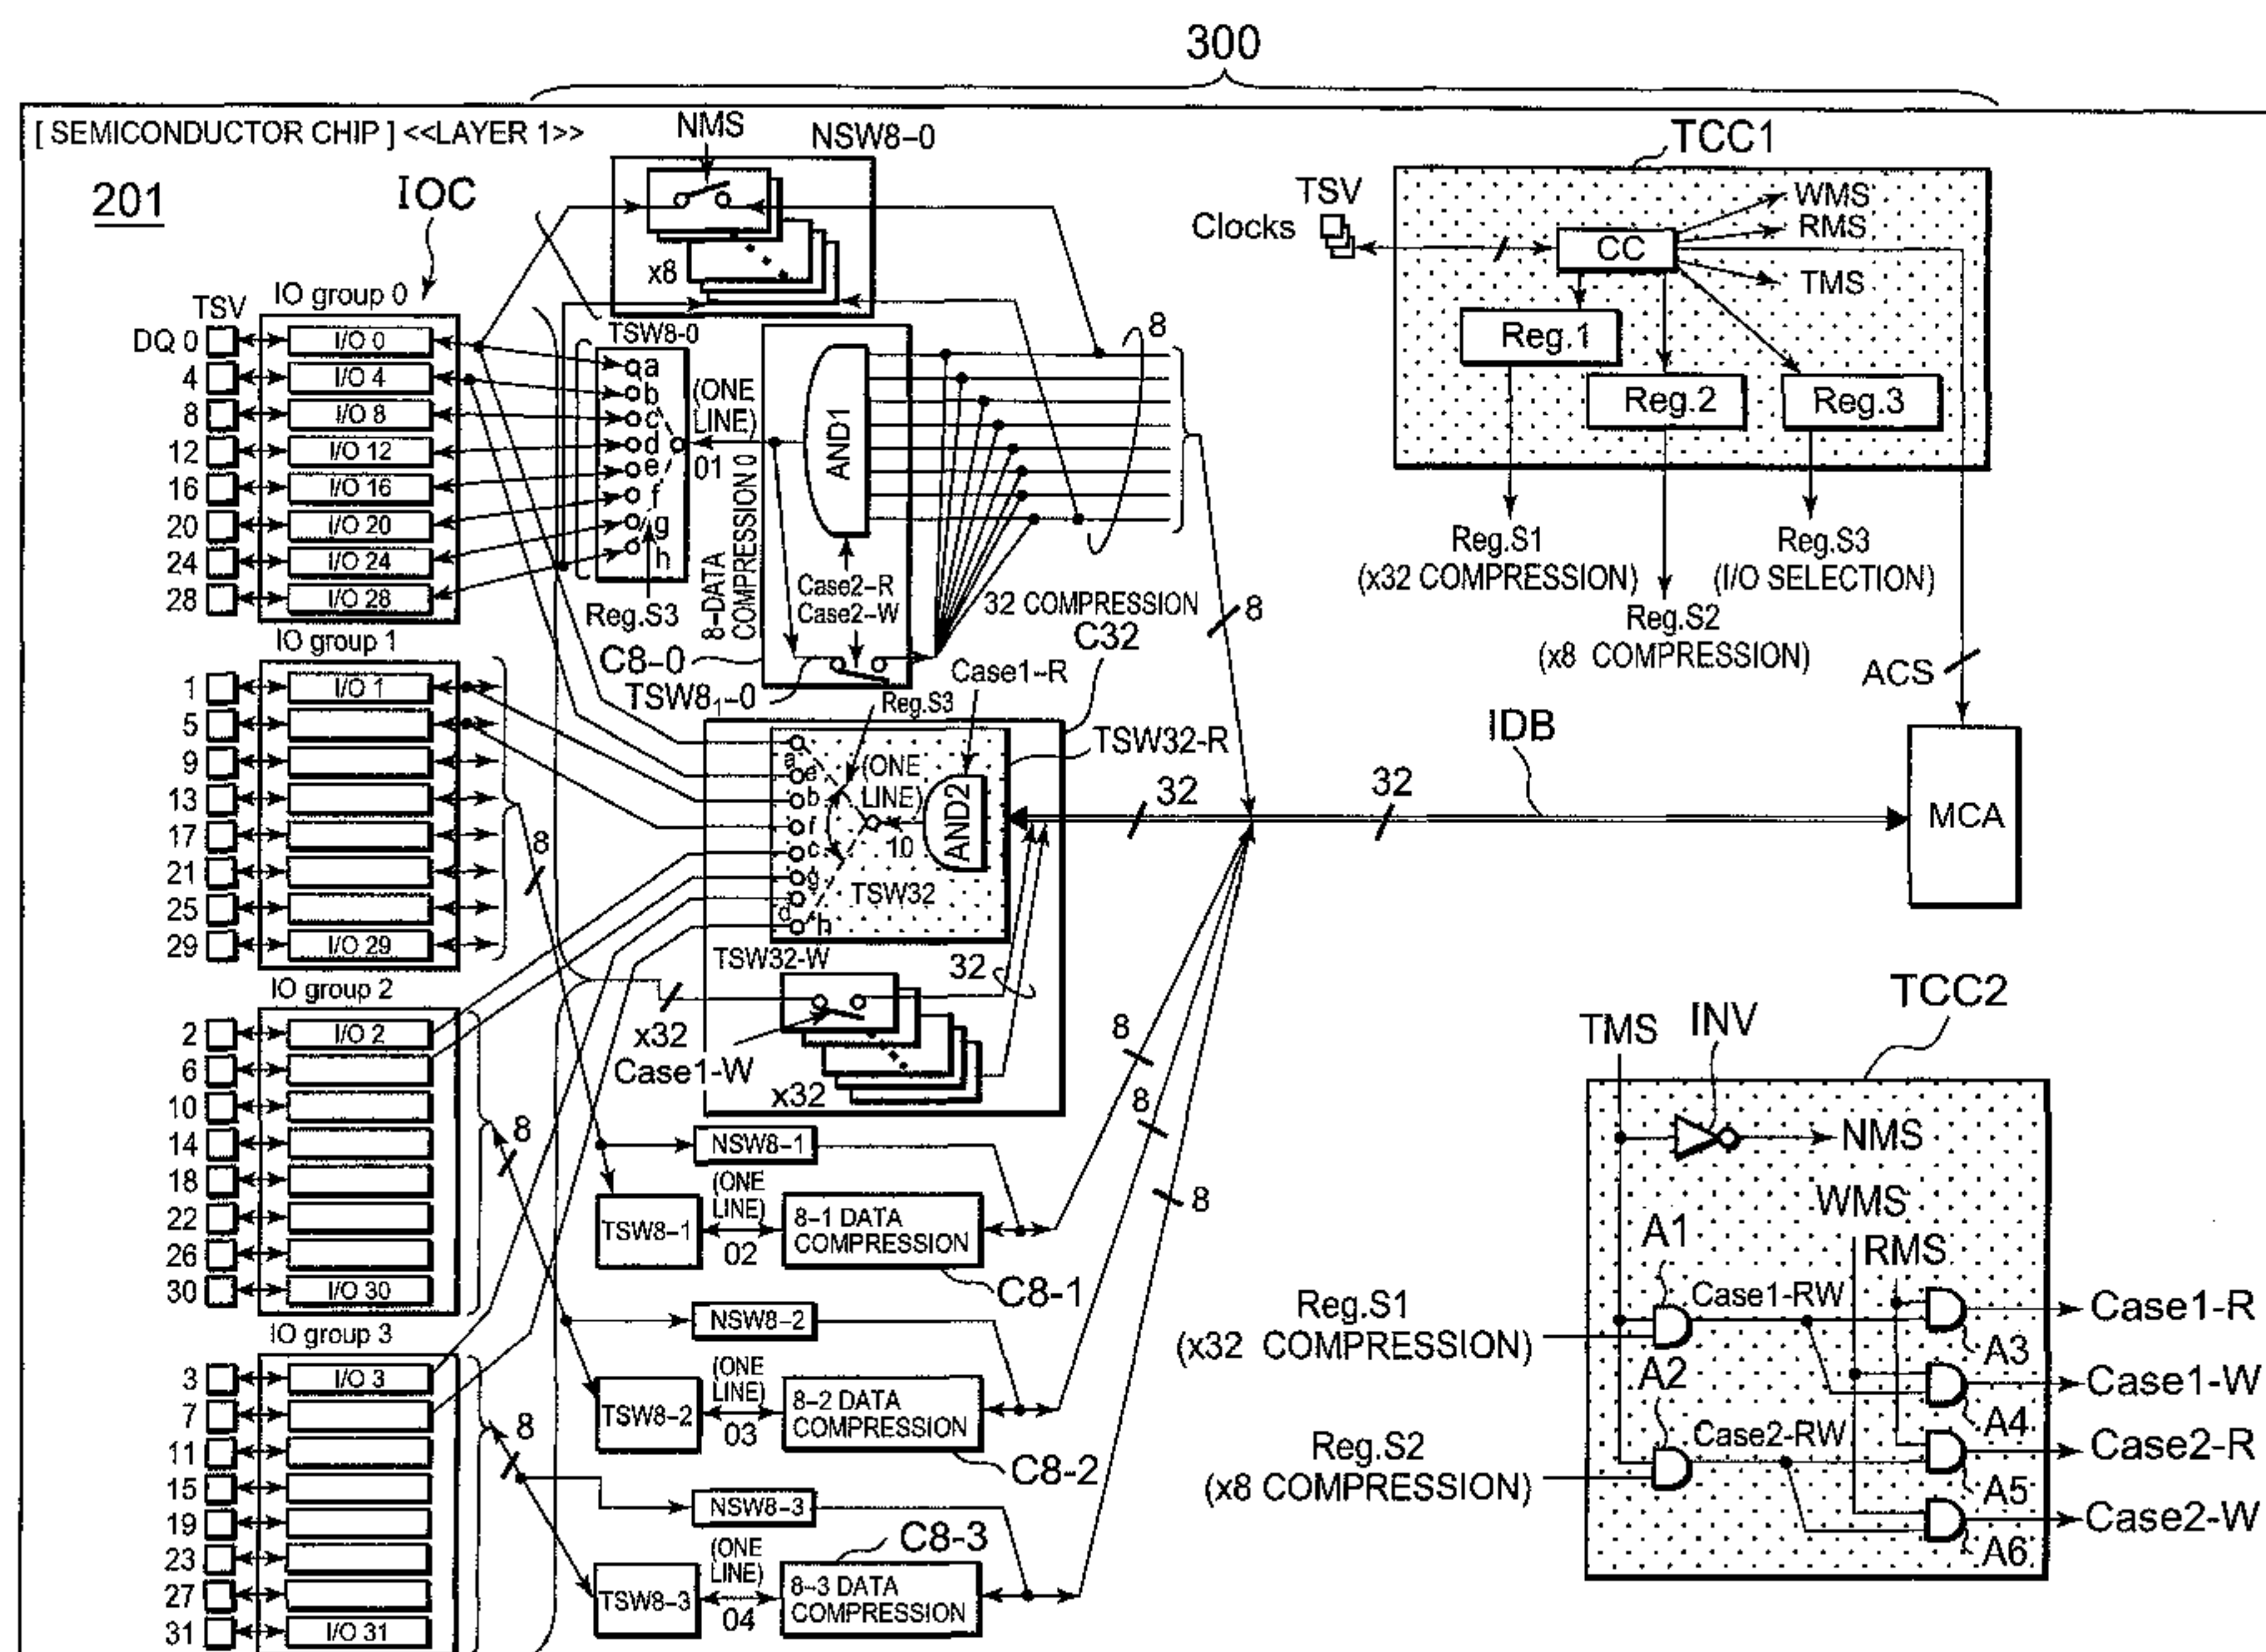 300
[ SEMICONDUCTOR CHIP ] <<LAYER 1>>
201
IOC
NMS
NSW8-0
x8
TSV
IO group 0
DQ 0
I/O 0
4
I/O 4
8
I/O 8
12
I/O 12
16
I/O 16
20
I/O 20
24
I/O 24
28
I/O 28
TSW8-0
a
b
c
d
e
f
g
h
Reg.S3
(ONE
LINE)
01
8-DATA
COMPRESSION 0
AND1
Case2-R
Case2-W
C8-0
TSW8₁-0
8
32 COMPRESSION
C32
8
IO group 1
1
I/O 1
5
9
13
17
21
25
29
I/O 29
8
Reg.S3
Case1-R
TSW32-R
a
e
b
f
c
g
d
h
(ONE
LINE)
10
AND2
TSW32
32
32
IDB
MCA
TSW32-W
32
x32
Case1-W
x32
IO group 2
2
I/O 2
6
10
14
18
22
26
30
I/O 30
8
IO group 3
3
I/O 3
7
11
15
19
23
27
31
I/O 31
8
NSW8-1
TSW8-1
(ONE
LINE)
02
8-1 DATA
COMPRESSION
C8-1
8
NSW8-2
TSW8-2
(ONE
LINE)
03
8-2 DATA
COMPRESSION
C8-2
8
NSW8-3
TSW8-3
(ONE
LINE)
04
C8-3
8-3 DATA
COMPRESSION
8
TCC1
TSV
Clocks
CC
WMS
RMS
TMS
Reg.1
Reg.2
Reg.3
Reg.S1
(x32 COMPRESSION)
Reg.S2
(x8 COMPRESSION)
Reg.S3
(I/O SELECTION)
ACS
TCC2
TMS
INV
NMS
WMS
RMS
A1
Case1-RW
Reg.S1
(x32 COMPRESSION)
A2
Case2-RW
Reg.S2
(x8 COMPRESSION)
A3
Case1-R
A4
Case1-W
A5
Case2-R
A6
Case2-W